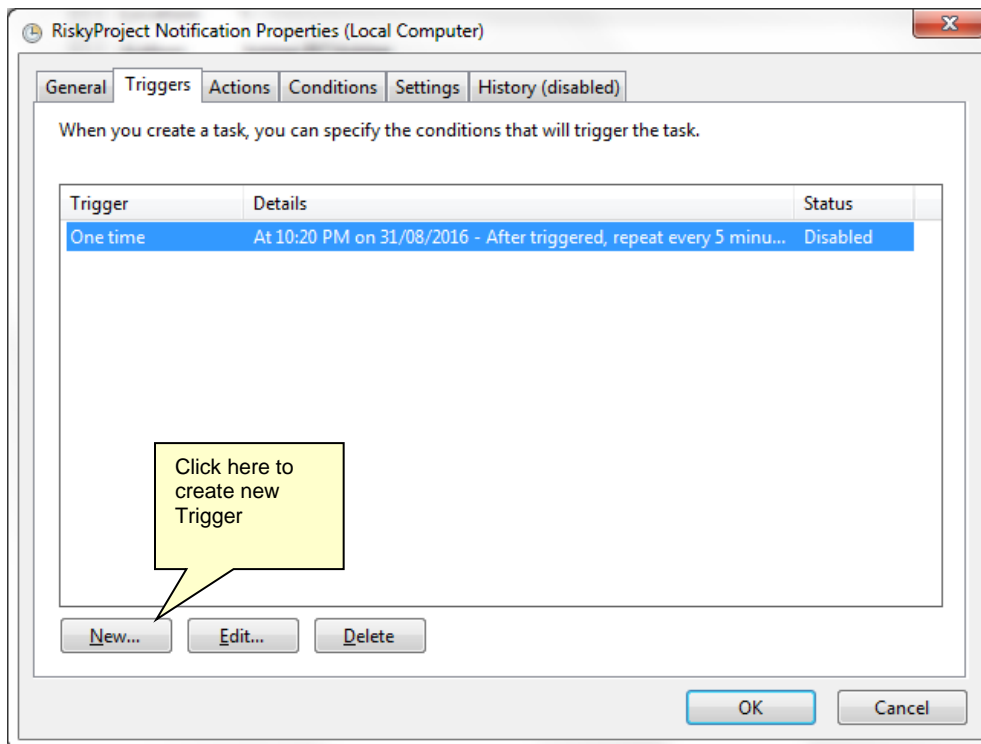 RiskyProject Notification Properties (Local Computer)
General Triggers Actions Conditions Settings History (disabled)
When you create a task, you can specify the conditions that will trigger the task.
Trigger Details Status
One time At 10:20 PM on 31/08/2016 - After triggered, repeat every 5 minu... Disabled
Click here to
create new
Trigger
New... Edit... Delete
OK Cancel